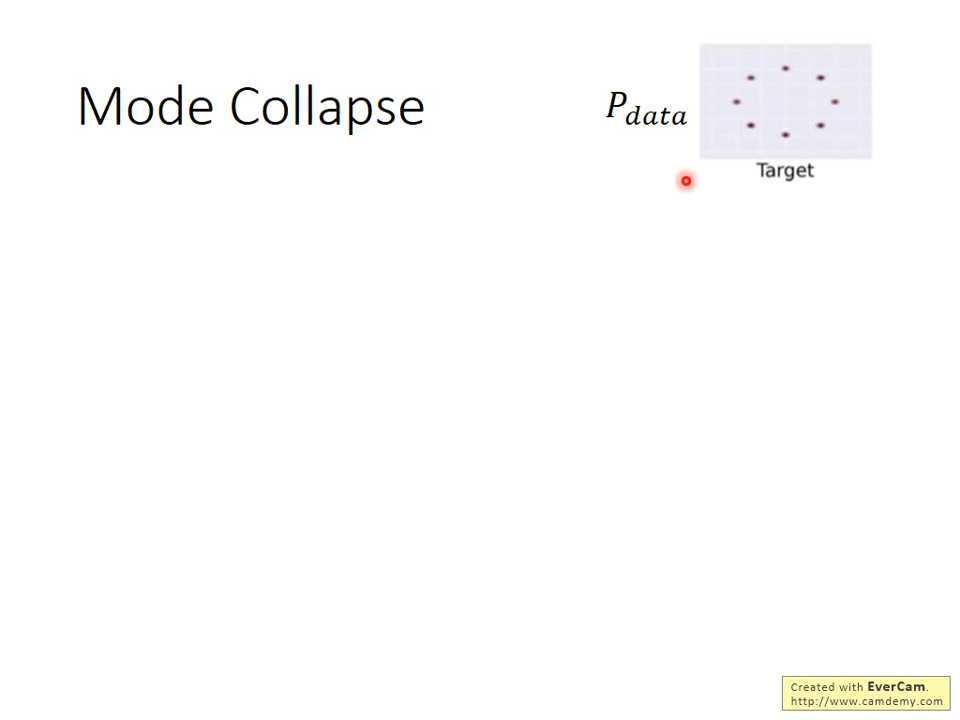 Mode Collapse
P_data
Target
Created with EverCam.
http://www.camdemy.com